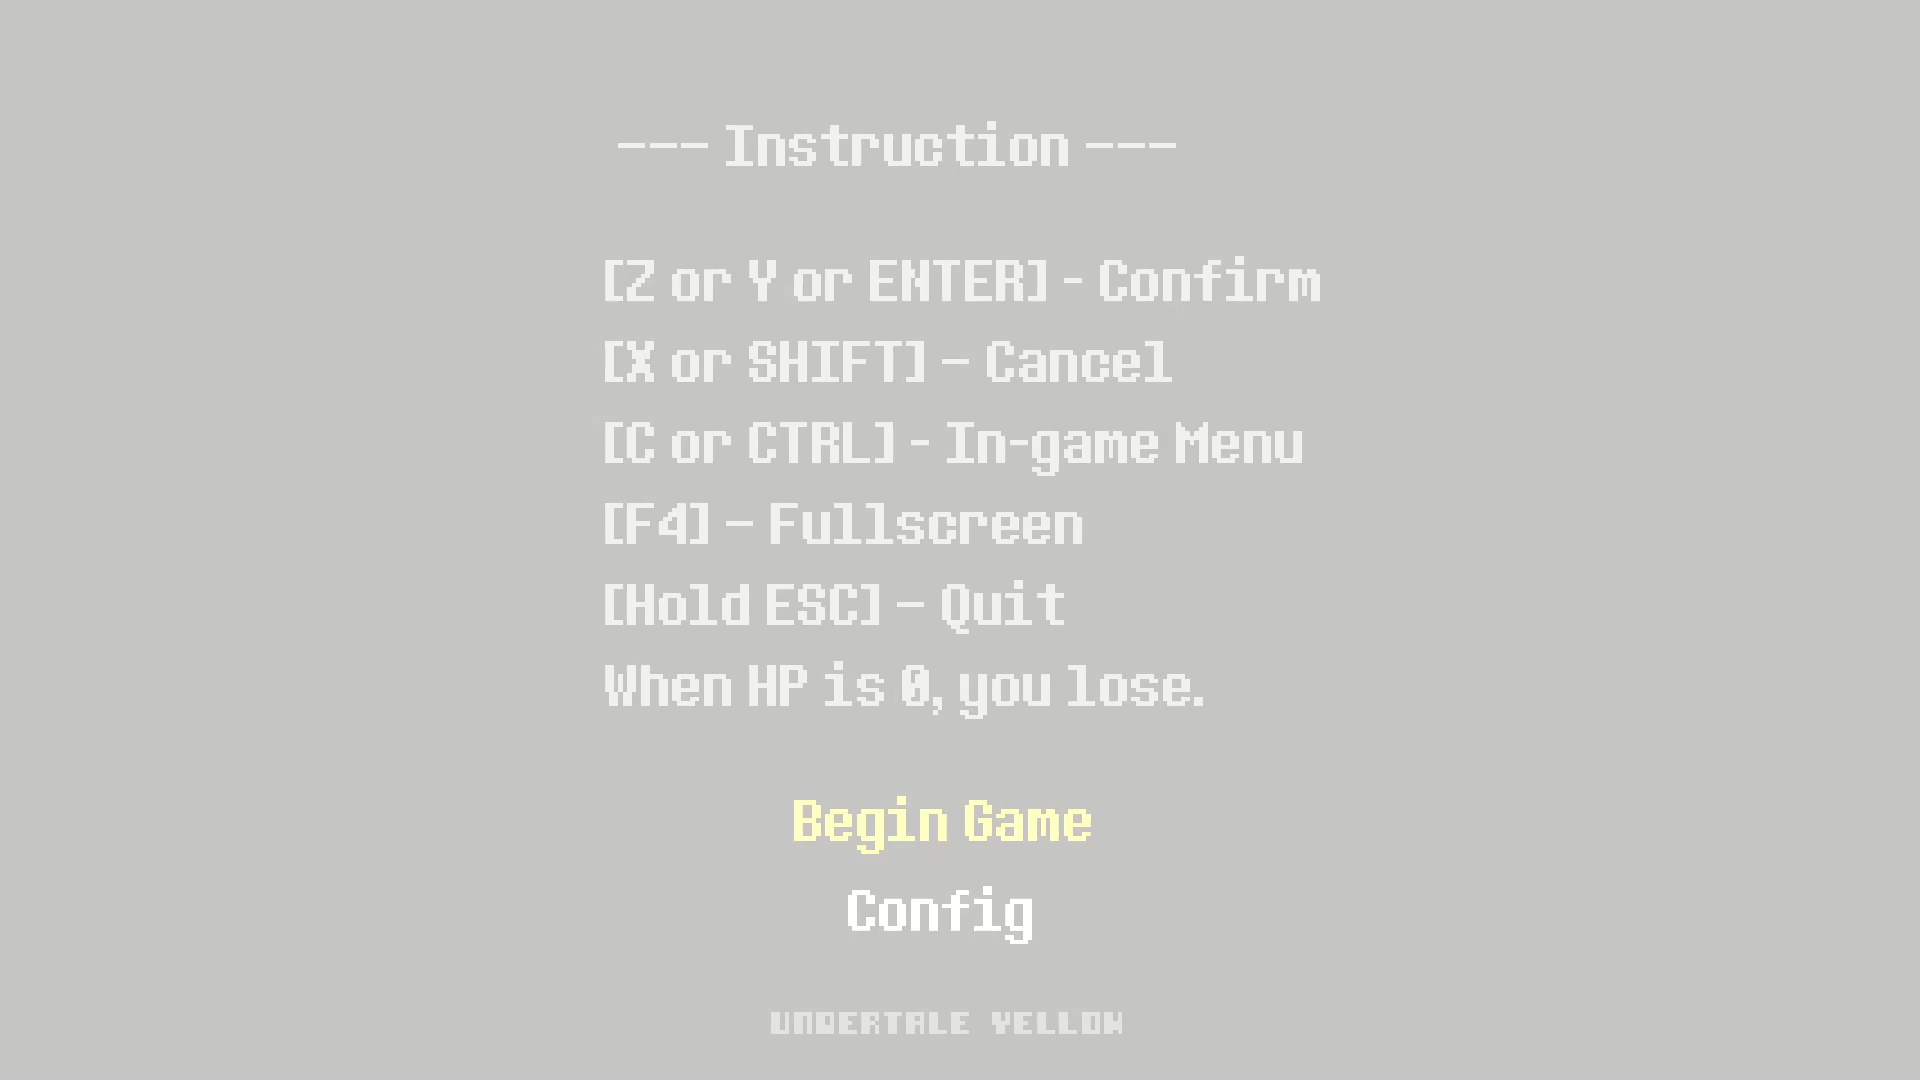 --- Instruction ---
[Z or Y or ENTER] - Confirm
[X or SHIFT] - Cancel
[C or CTRL] - In-game Menu
[F4] - Fullscreen
[Hold ESC] - Quit
When HP is 0, you lose.
Begin Game
Config
UNDERTALE YELLOW